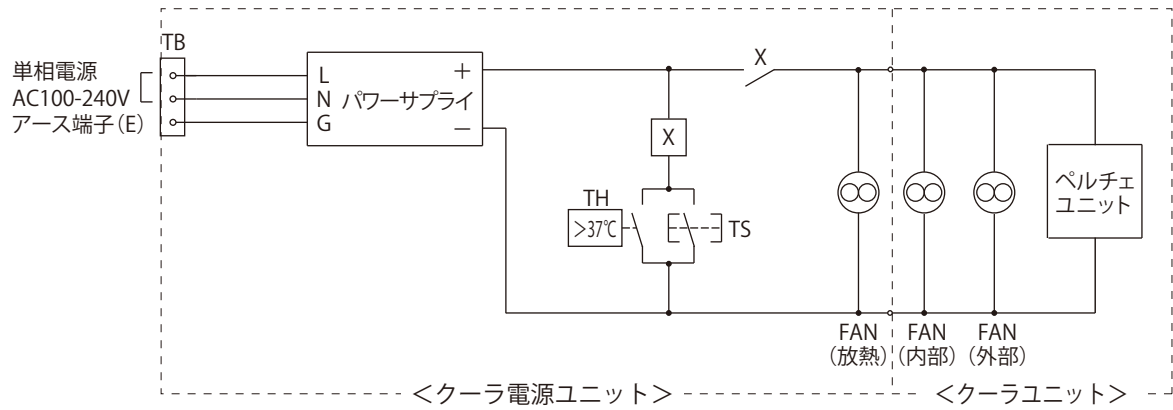 TB
単相電源
AC100-240V
アース端子(E)
L
N
G
パワーサプライ
+
−
X
X
TH
>37℃
TS
ペルチェ
ユニット
FAN
(放熱)
FAN
(内部)
FAN
(外部)
<クーラ電源ユニット>
<クーラユニット>